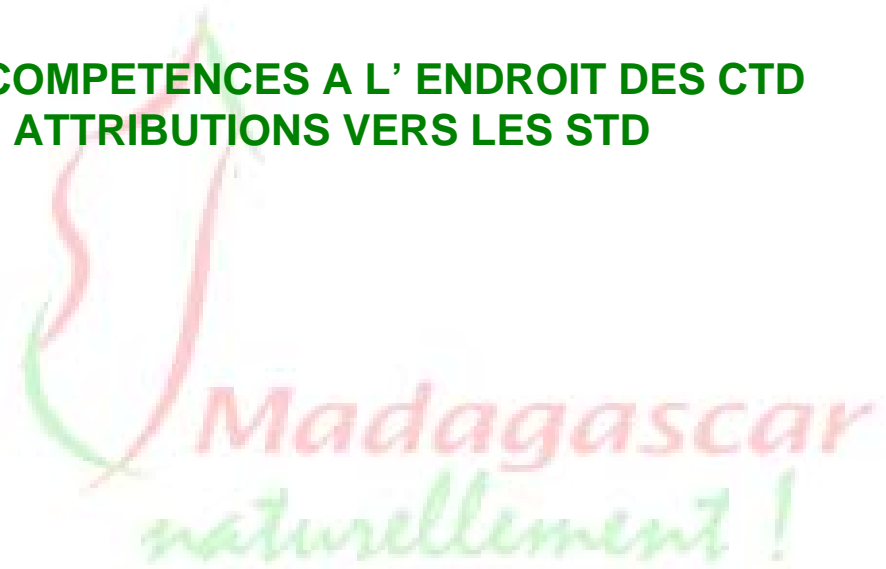 COMPETENCES A L’ ENDROIT DES CTD
ATTRIBUTIONS VERS LES STD
Madagascar
naturellement !